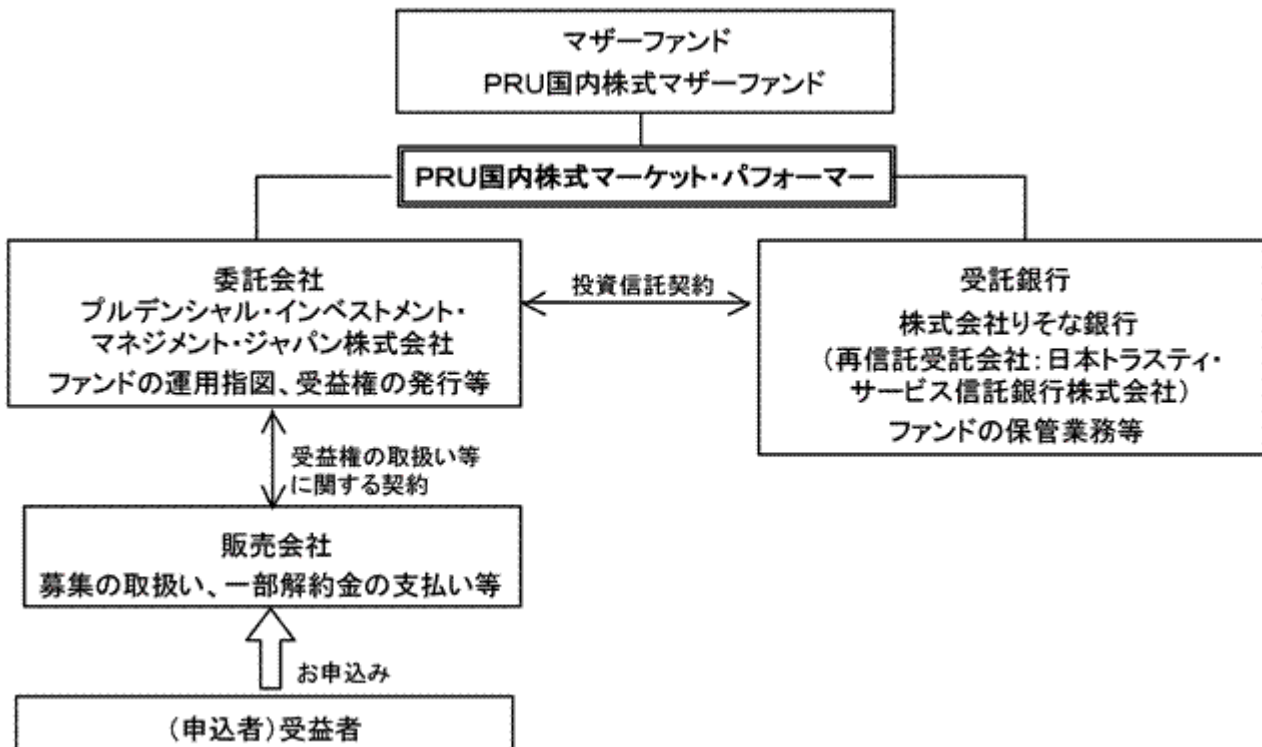 マザーファンド
PRU国内株式マザーファンド
PRU国内株式マーケット・パフォーマー
委託会社
プルデンシャル・インベストメント・
マネジメント・ジャパン株式会社
ファンドの運用指図、受益権の発行等
投資信託契約
受託銀行
株式会社りそな銀行
(再信託受託会社:日本トラスティ・
サービス信託銀行株式会社)
ファンドの保管業務等
受益権の取扱い等
に関する契約
販売会社
募集の取扱い、一部解約金の支払い等
お申込み
(申込者)受益者